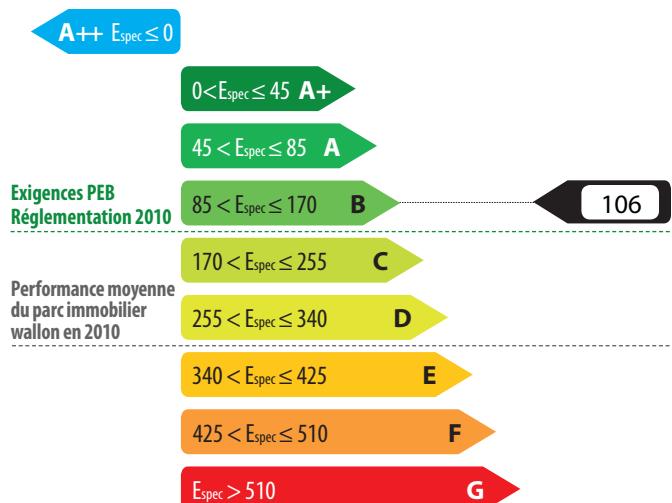 A++ Espec ≤ 0
0 < Espec ≤ 45 A+
45 < Espec ≤ 85 A
Exigences PEB
Réglementation 2010
85 < Espec ≤ 170 B
106
170 < Espec ≤ 255 C
Performance moyenne
du parc immobilier
wallon en 2010
255 < Espec ≤ 340 D
340 < Espec ≤ 425 E
425 < Espec ≤ 510 F
Espec > 510 G